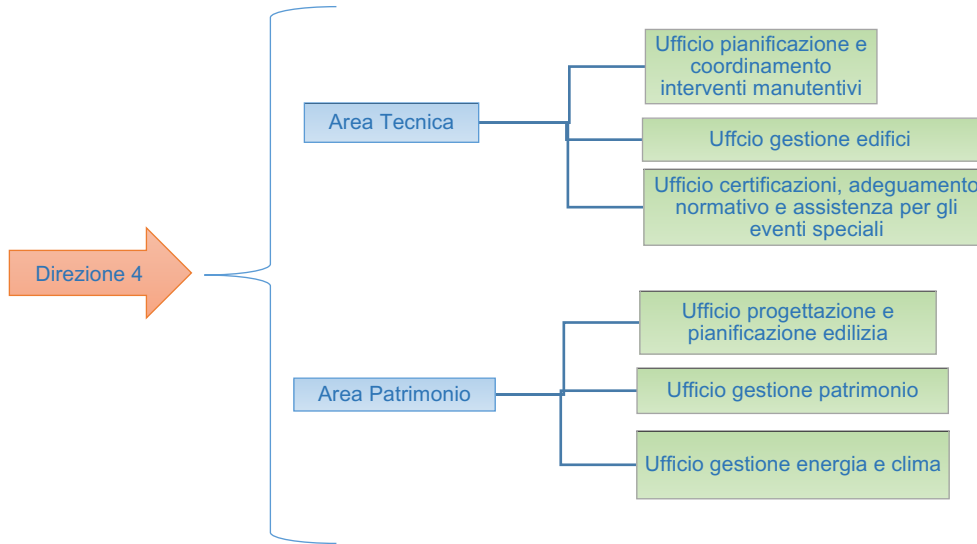 Direzione 4
Area Tecnica
Ufficio pianificazione e
coordinamento
interventi manutentivi
Uffcio gestione edifici
Ufficio certificazioni, adeguamento
normativo e assistenza per gli
eventi speciali
Area Patrimonio
Ufficio progettazione e
pianificazione edilizia
Ufficio gestione patrimonio
Ufficio gestione energia e clima